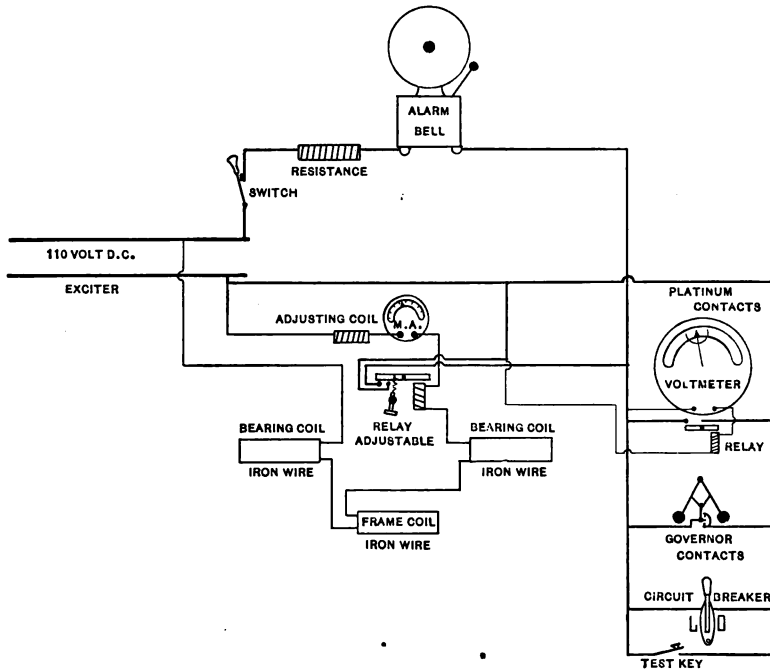 ALARM
BELL
RESISTANCE
SWITCH
110 VOLT D.C.
EXCITER
PLATINUM
CONTACTS
ADJUSTING COIL
M.A.
VOLTMETER
BEARING COIL
RELAY
ADJUSTABLE
BEARING COIL
RELAY
IRON WIRE
IRON WIRE
FRAME COIL
IRON WIRE
GOVERNOR
CONTACTS
CIRCUIT BREAKER
TEST KEY